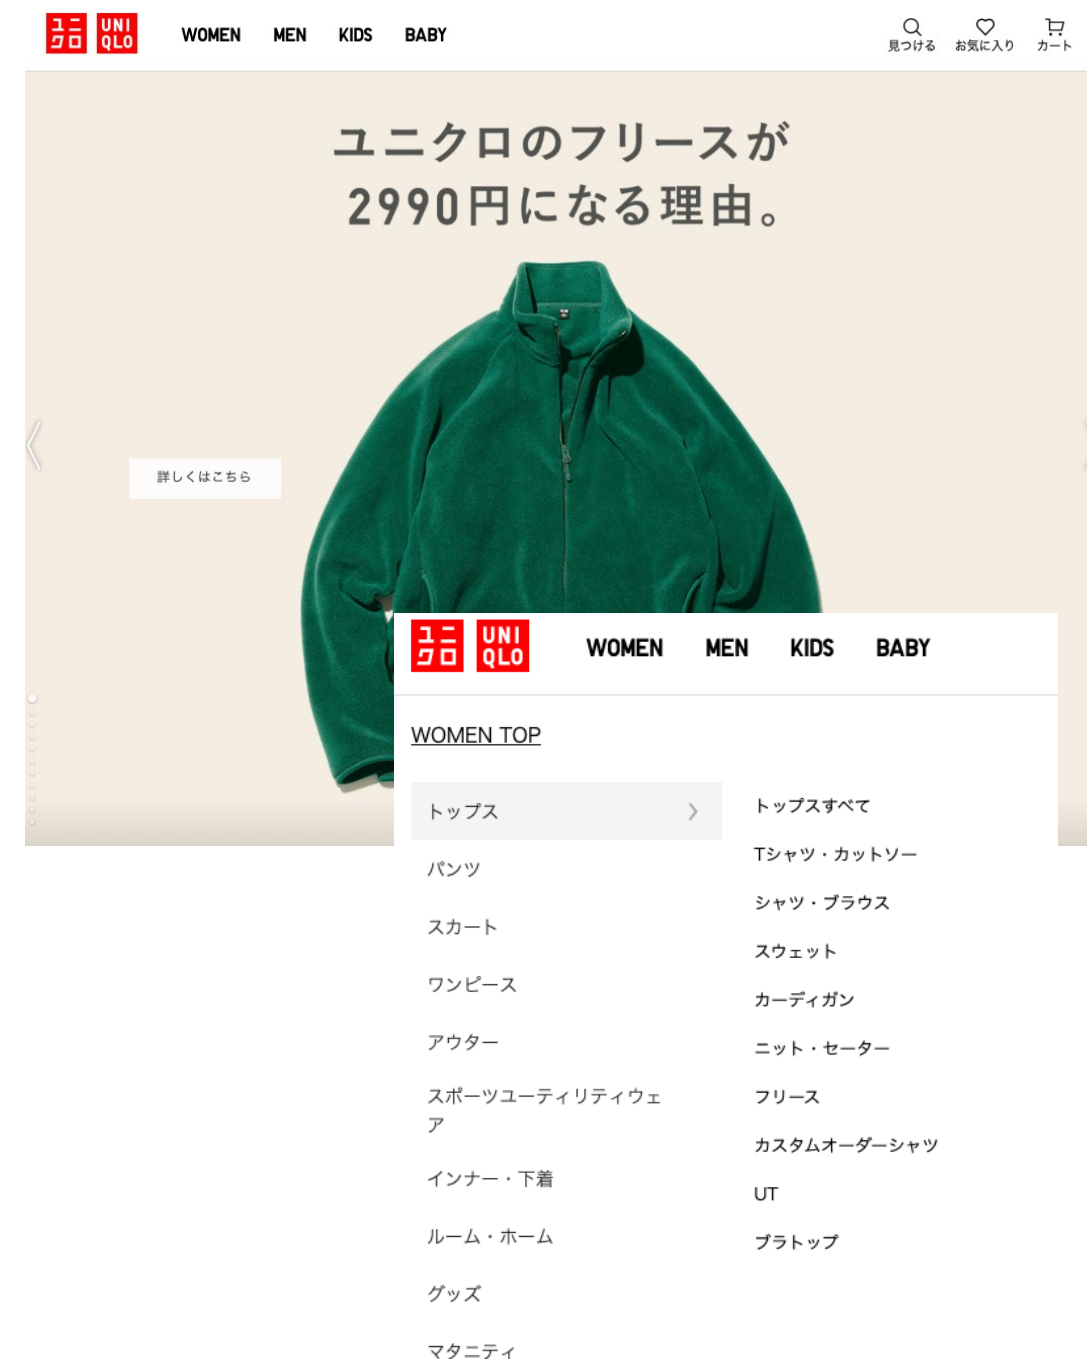 ユニクロ UNIQLO WOMEN MEN KIDS BABY 見つける お気に入り カート
ユニクロのフリースが
2990円になる理由。
詳しくはこちら
ユニクロ UNIQLO WOMEN MEN KIDS BABY
WOMEN TOP
トップス
パンツ
スカート
ワンピース
アウター
スポーツユーティリティウェ
ア
インナー・下着
ルーム・ホーム
グッズ
マタニティ
トップスすべて
Tシャツ・カットソー
シャツ・ブラウス
スウェット
カーディガン
ニット・セーター
フリース
カスタムオーダーシャツ
UT
ブラトップ